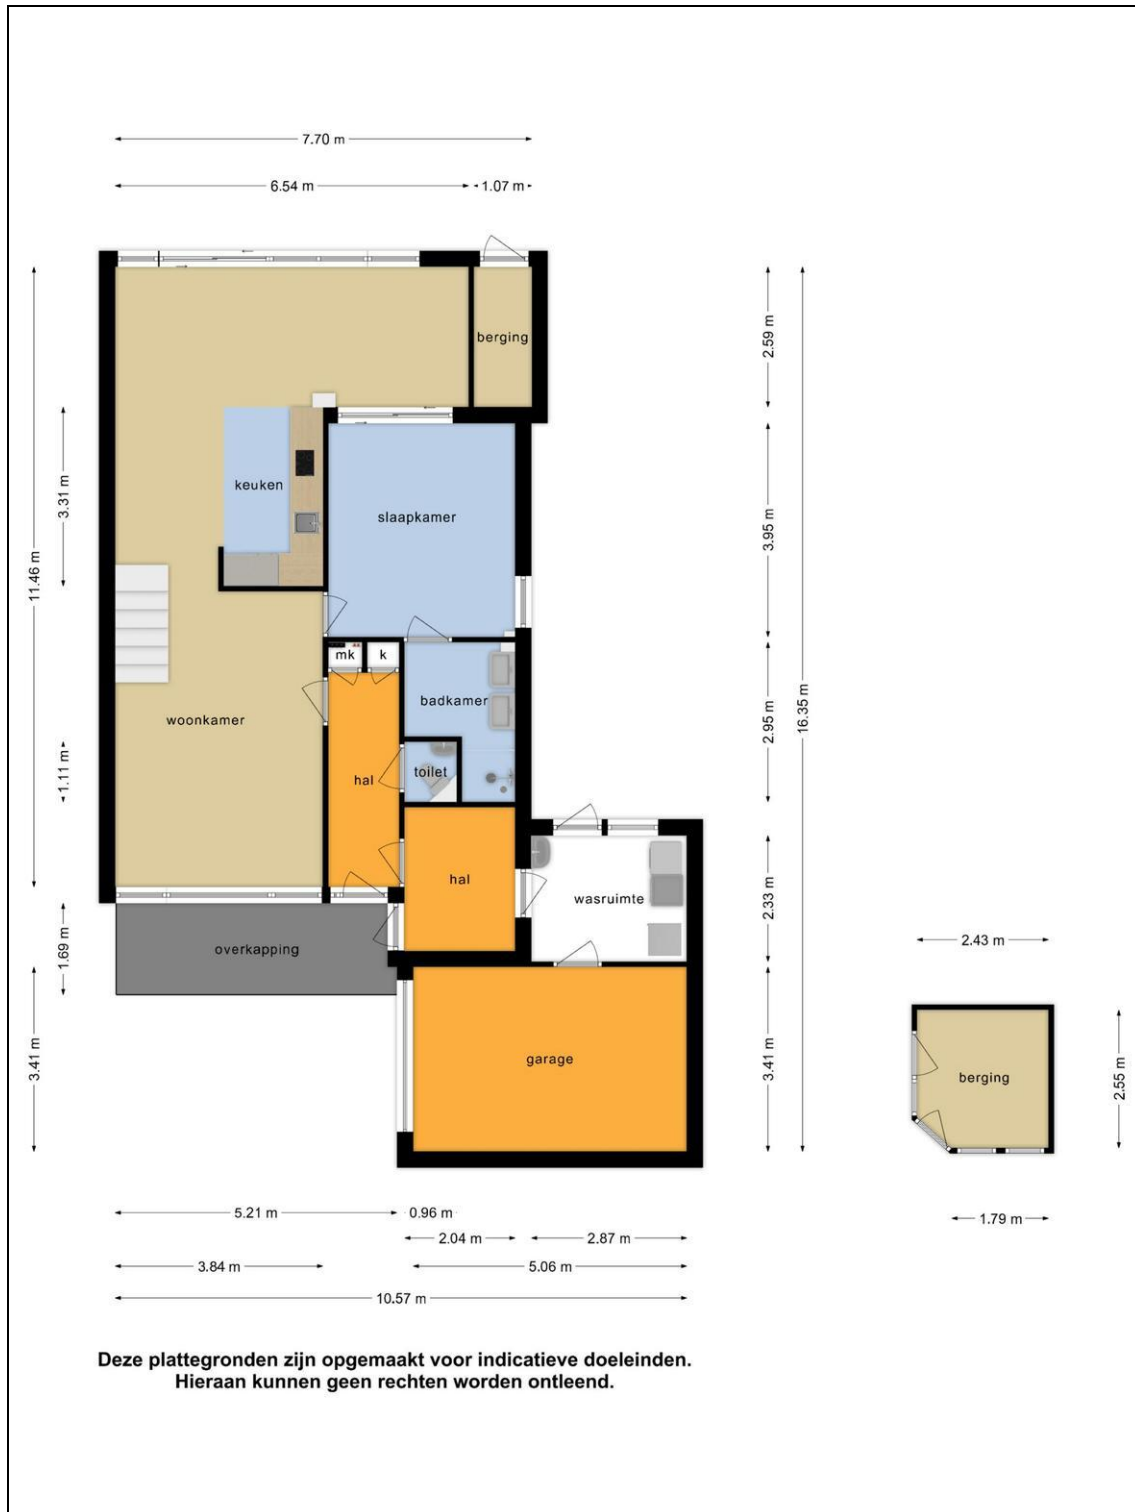 7.70 m
6.54 m
1.07 m
berging
2.59 m
keuken
slaapkamer
3.31 m
3.95 m
11.46 m
16.35 m
mk
k
badkamer
woonkamer
2.95 m
1.11 m
hal
toilet
hal
wasruimte
2.33 m
overkapping
1.69 m
2.43 m
garage
3.41 m
3.41 m
berging
2.55 m
5.21 m
0.96 m
1.79 m
2.04 m
2.87 m
3.84 m
5.06 m
10.57 m
Deze plattegronden zijn opgemaakt voor indicatieve doeleinden.
Hieraan kunnen geen rechten worden ontleend.